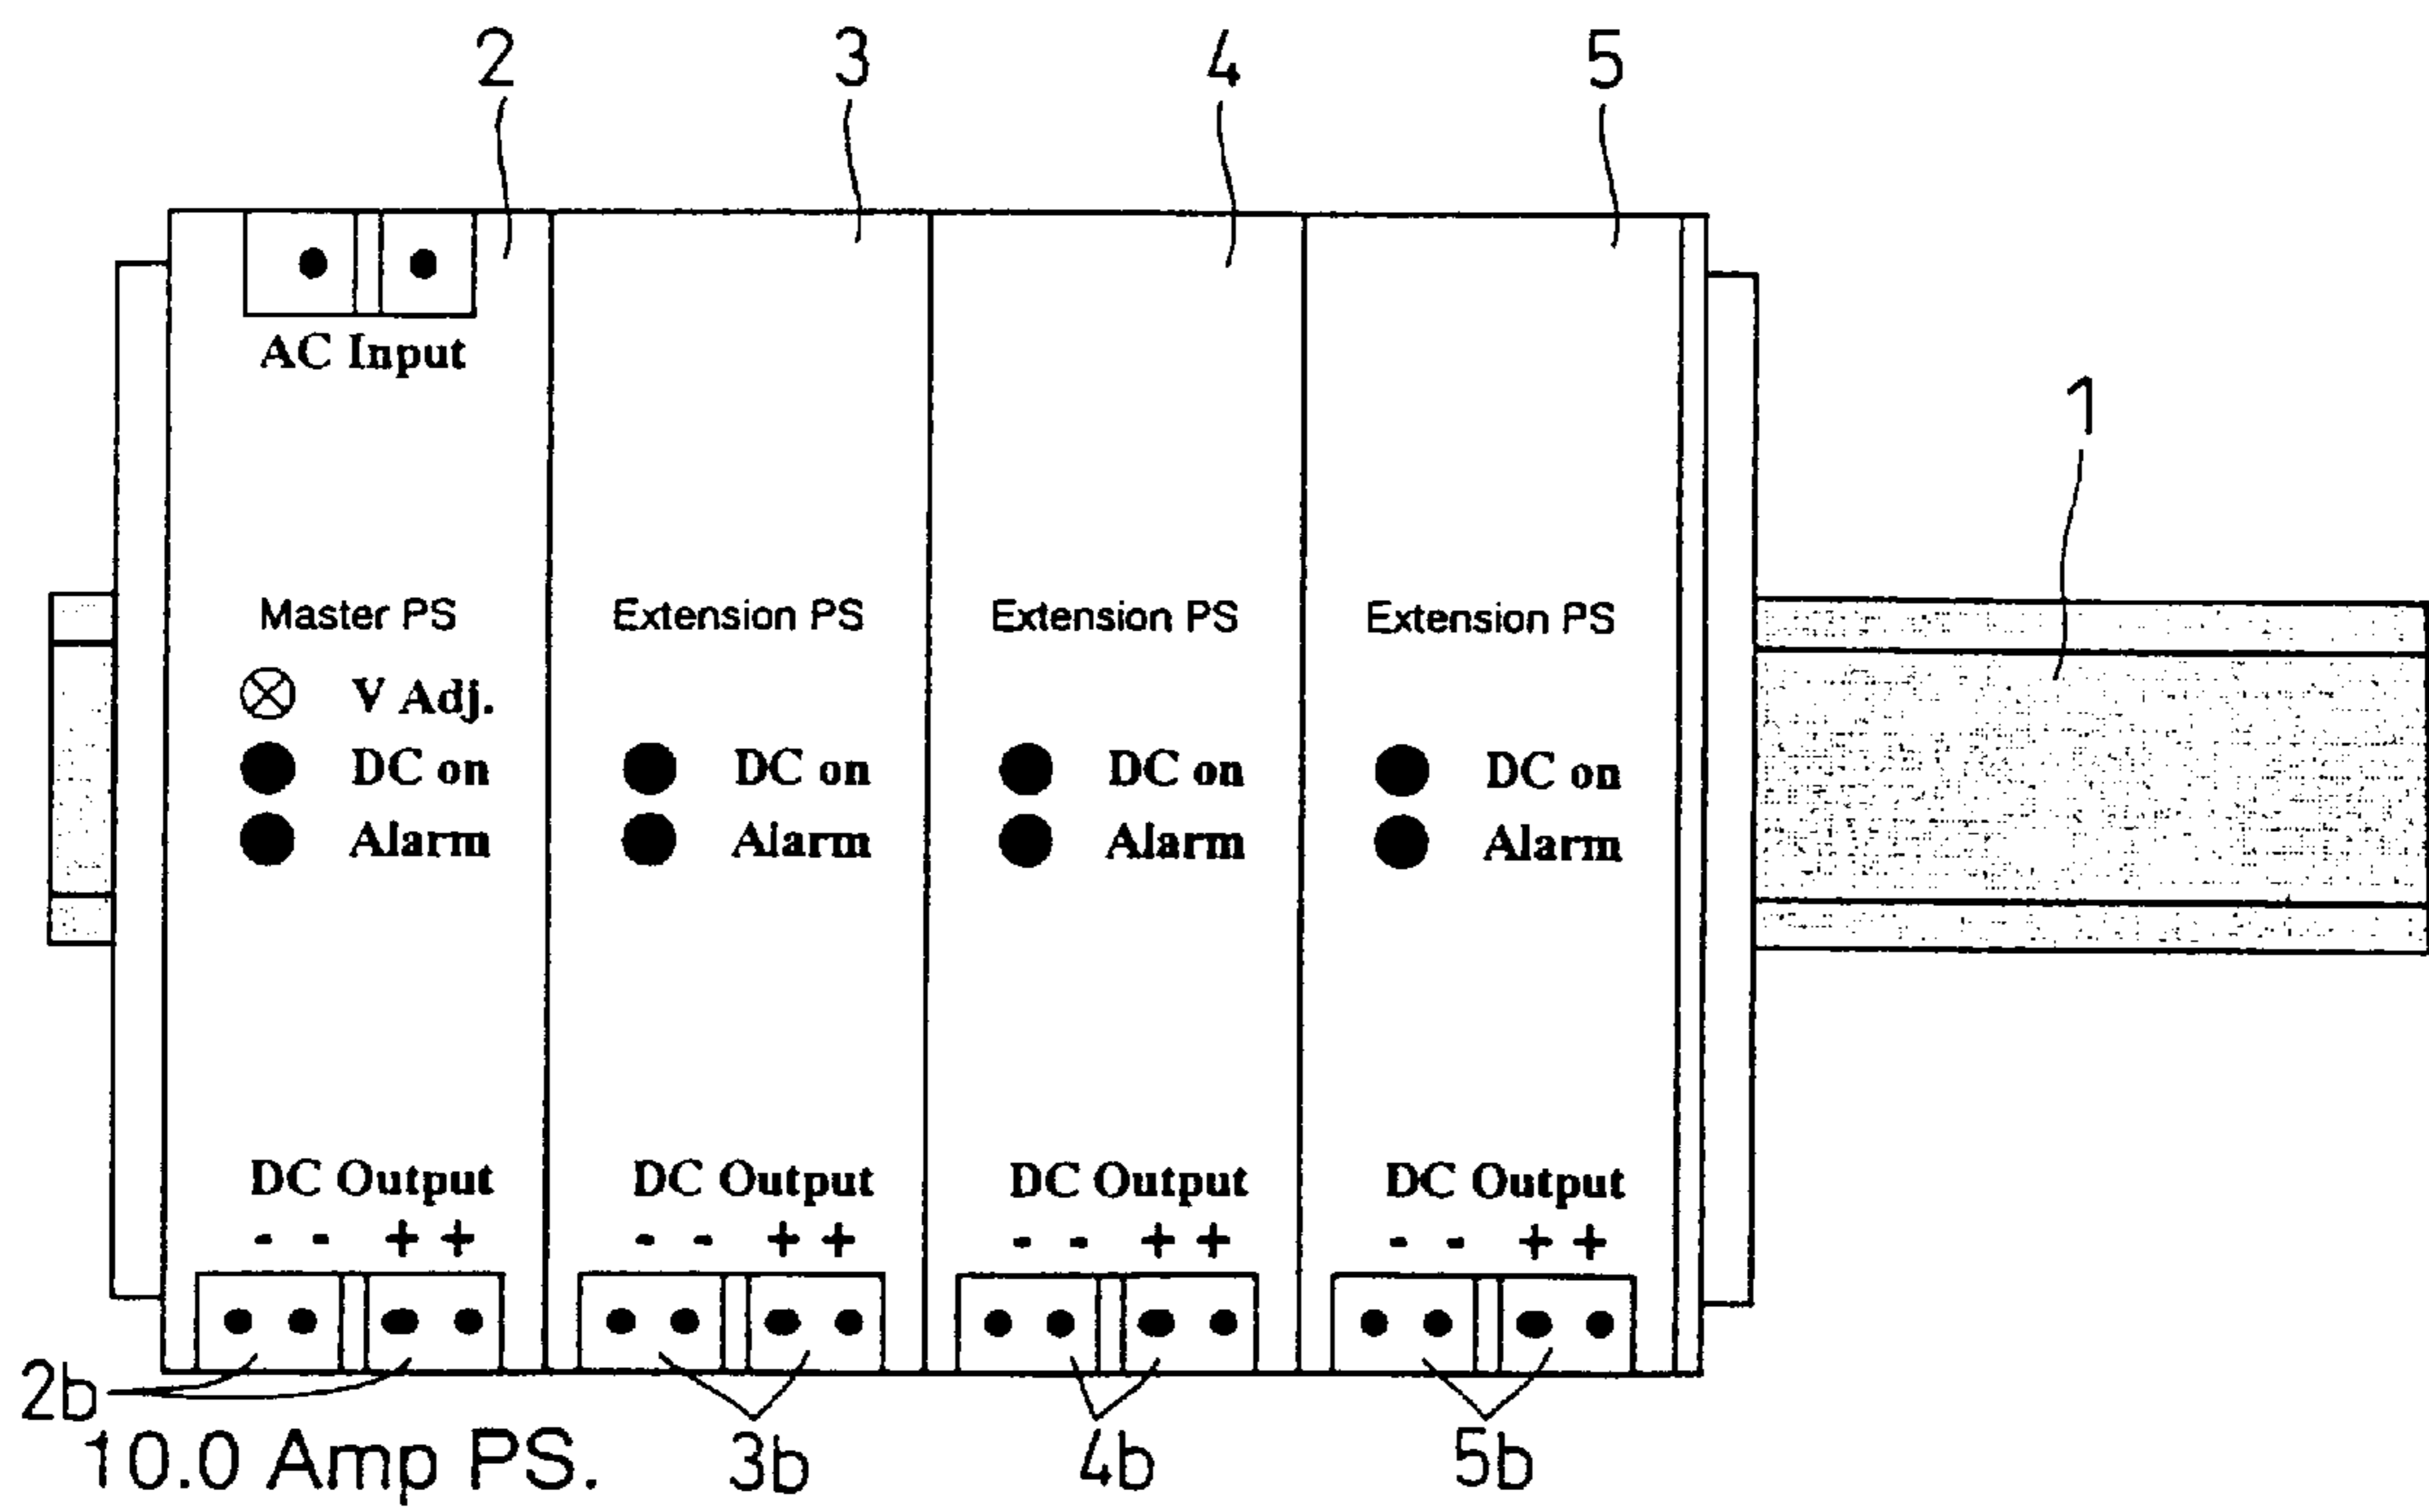 2 3 4 5
AC Input
1
Master PS Extension PS Extension PS Extension PS
V Adj.
DC on DC on DC on DC on
Alarm Alarm Alarm Alarm
DC Output DC Output DC Output DC Output
- - + + - - + + - - + + - - + +
2b
10.0 Amp PS. 3b 4b 5b